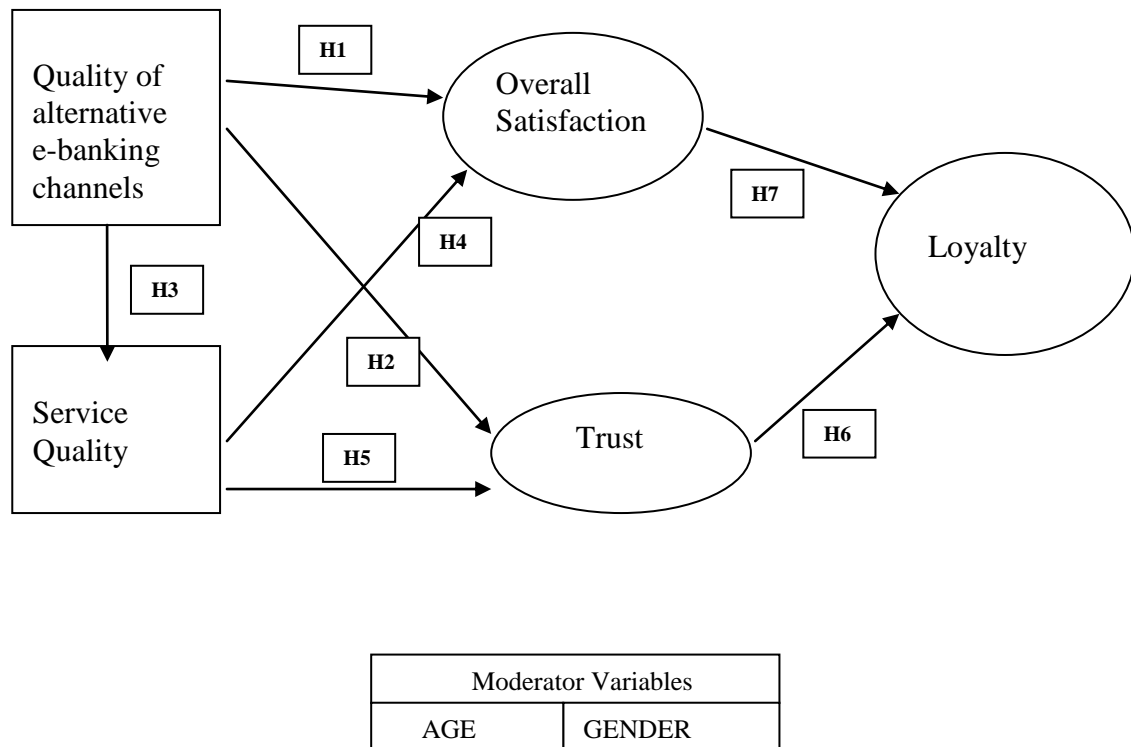 H1
Quality of
alternative
e-banking
channels
Overall
Satisfaction
H7
H4
Loyalty
H3
H2
Service
Quality
Trust
H6
H5
Moderator Variables
AGE
GENDER